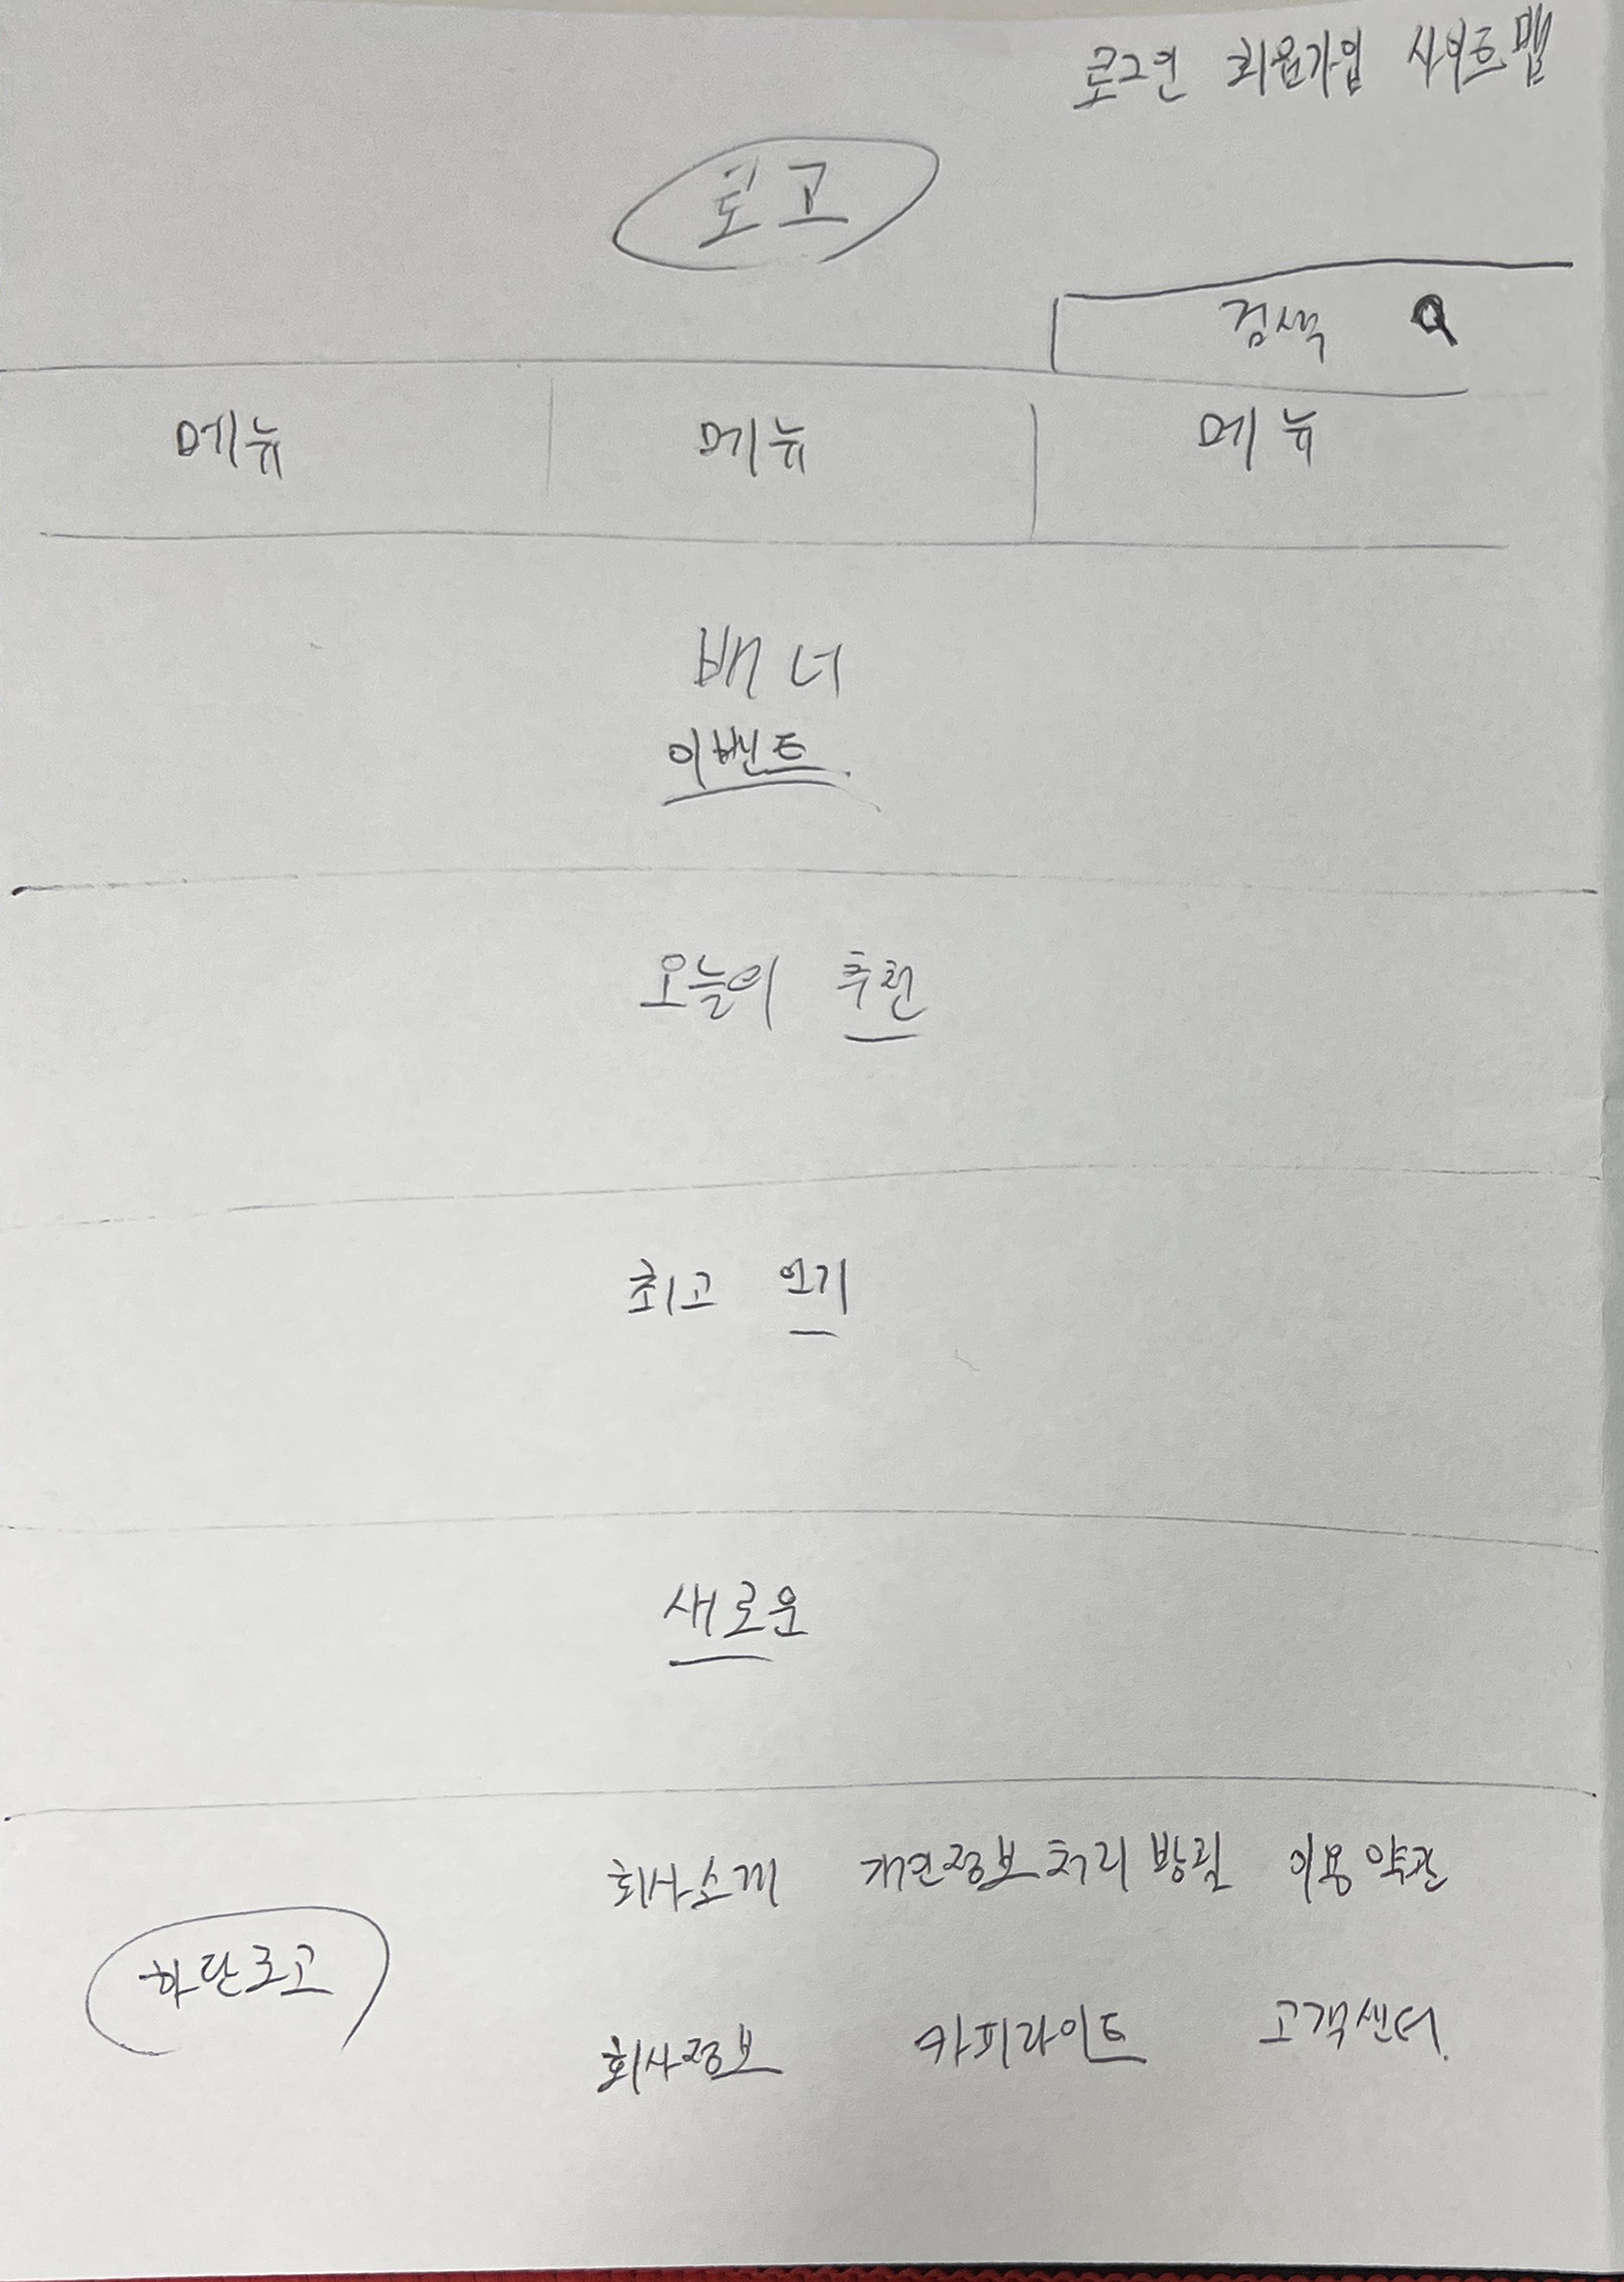 로그인 회원가입 사이트맵
로고
검색
메뉴 메뉴 메뉴
배너
이벤트
오늘의 추천
최고 인기
새로운
회사소개 개인정보처리방침 이용약관
하단로고
회사정보 카피라이트 고객센터